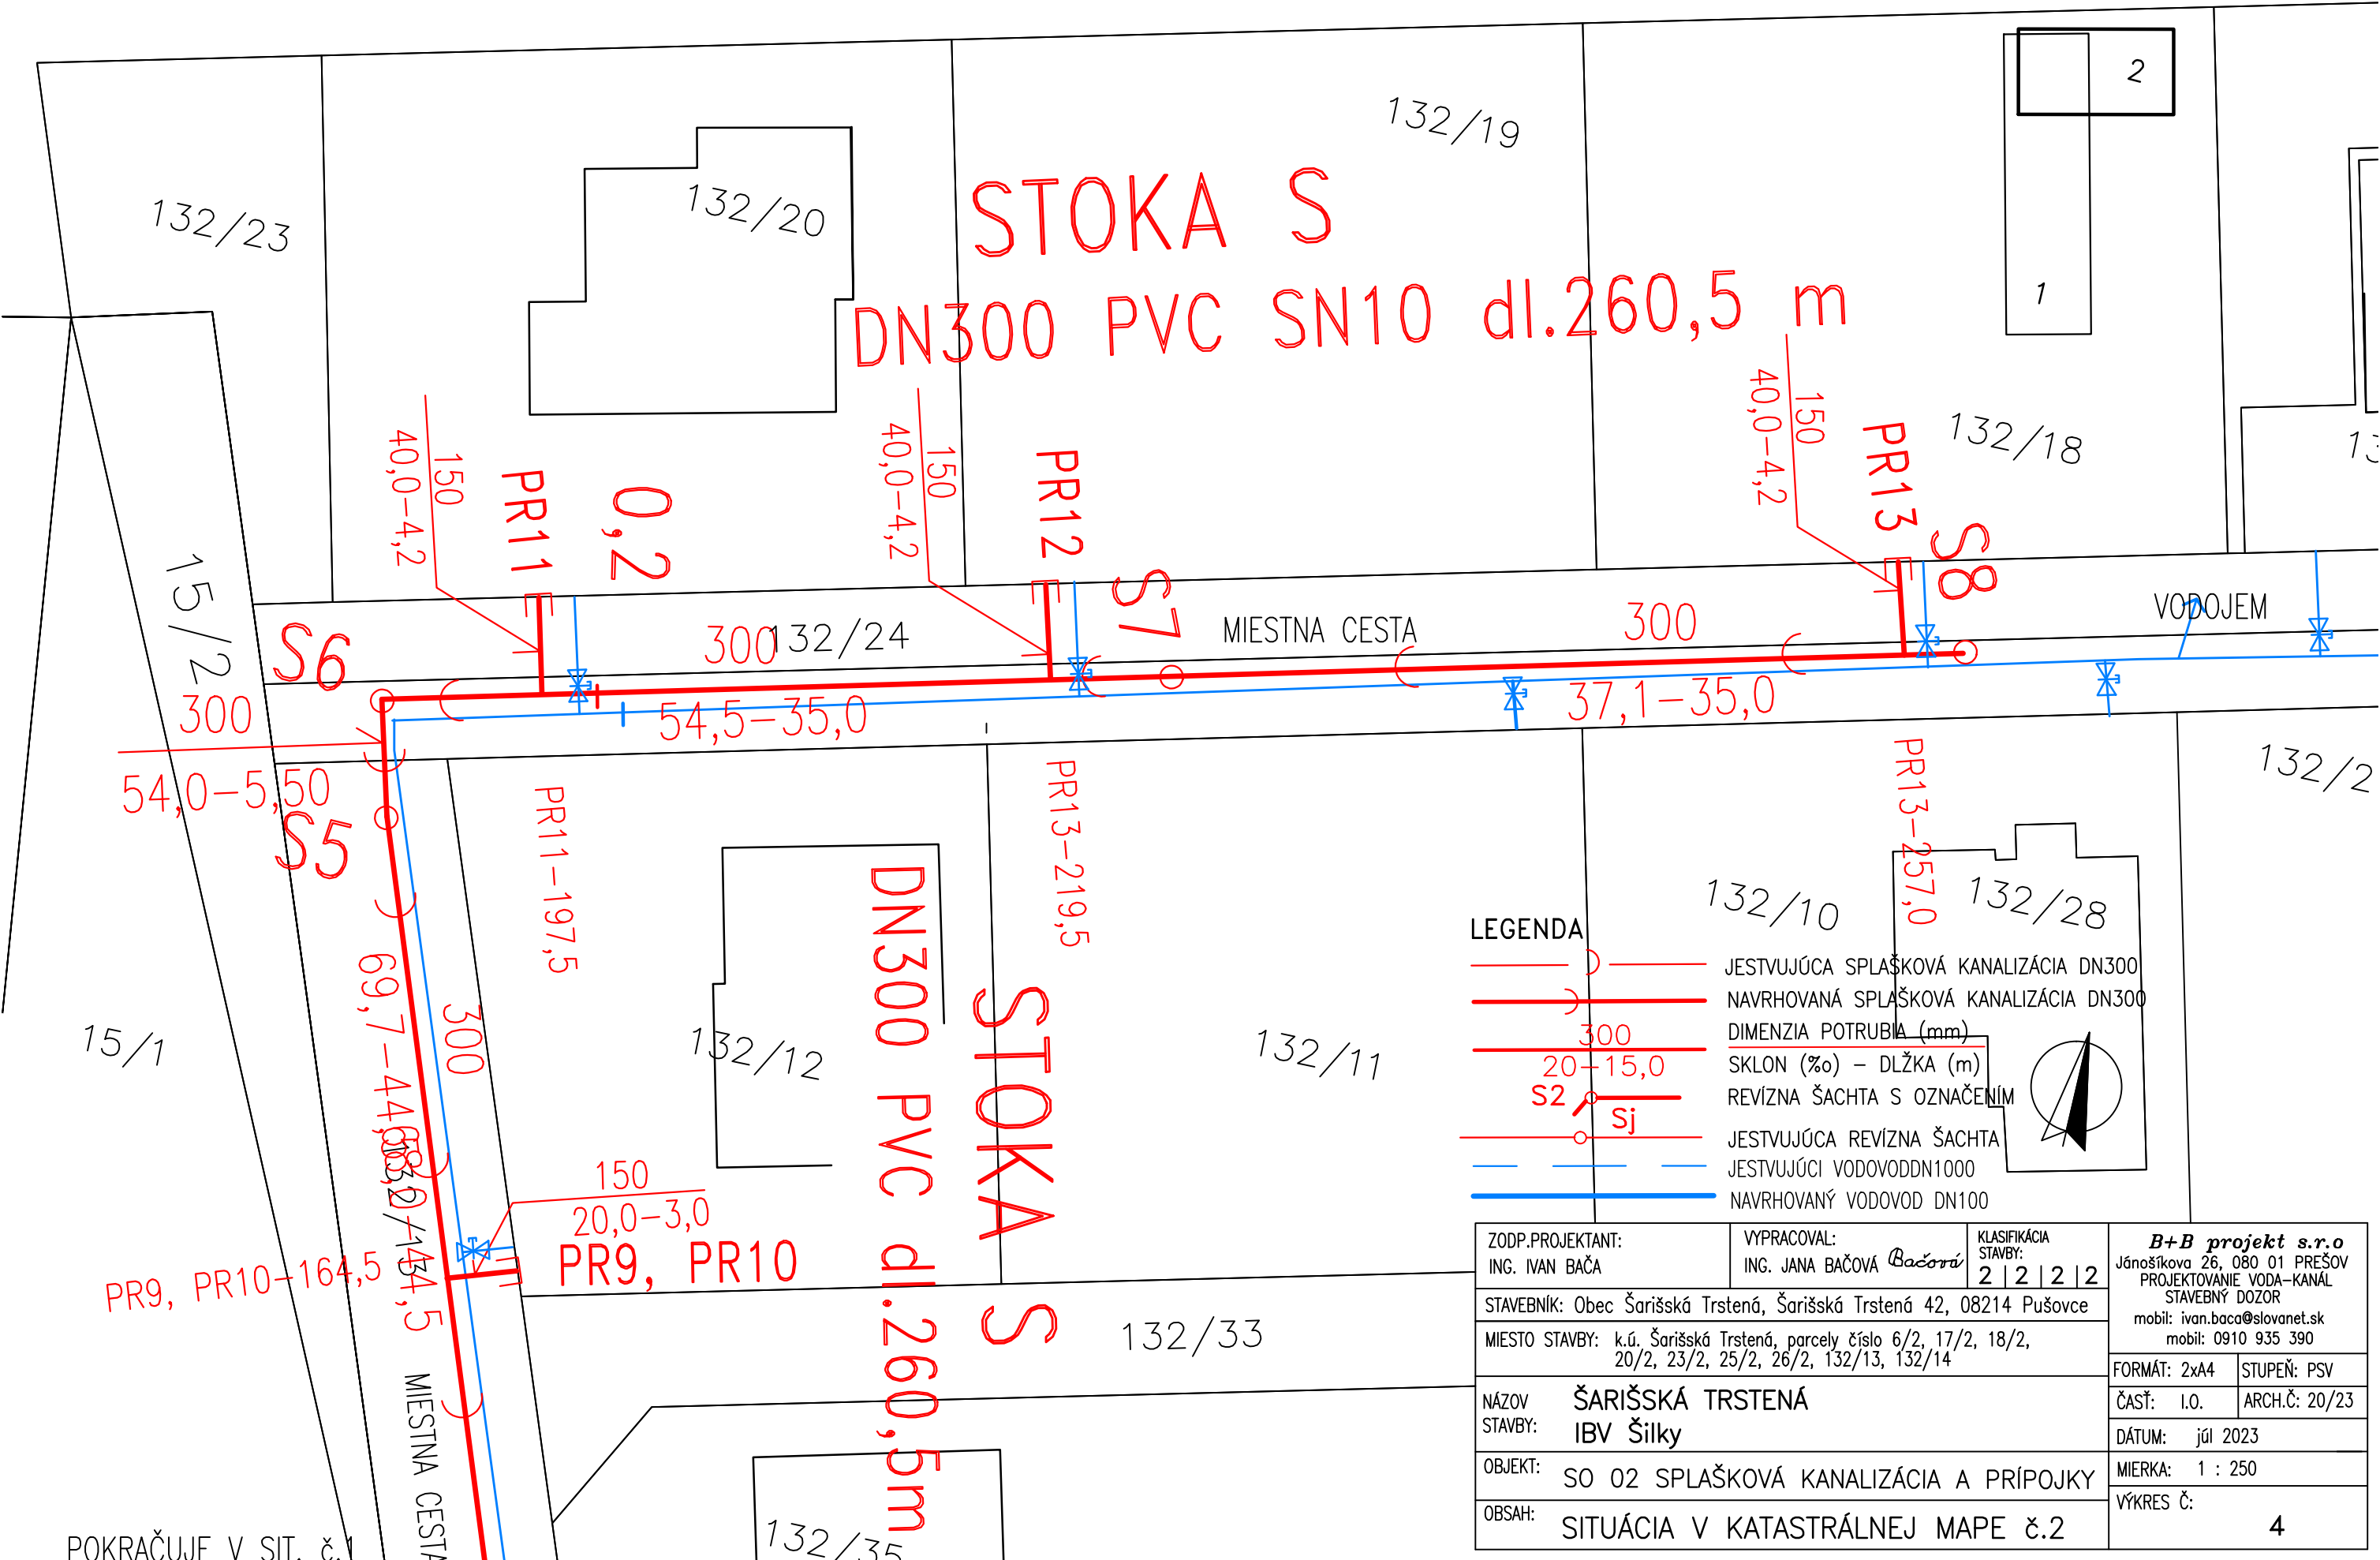 2
132/19
132/23
132/20
STOKA S
DN300 PVC SN10 dl.260,5 m
1
132/18
150
40,0-4,2
PR11
0,2
150
40,0-4,2
PR12
S7
150
40,0-4,2
PR13
S8
15/2
S6
300
132/24
MIESTNA CESTA
300
VODOJEM
300
54,0-5,50
54,5-35,0
37,1-35,0
S5
PR11-197,5
PR13-219,5
PR13-257,0
132/2
132/10
132/28
69,7-44,5
300
15/1
132/12
132/11
DN300 PVC dl.260,5m
STOKA S
LEGENDA
JESTVUJÚCA SPLAŠKOVÁ KANALIZÁCIA DN300
NAVRHOVANÁ SPLAŠKOVÁ KANALIZÁCIA DN300
300
DIMENZIA POTRUBIA (mm)
20-15,0
SKLON (%o) - DLŽKA (m)
S2
Sj
REVÍZNA ŠACHTA S OZNAČENÍM
JESTVUJÚCA REVÍZNA ŠACHTA
JESTVUJÚCI VODOVODDN1000
NAVRHOVANÝ VODOVOD DN100
132/13
150
20,0-3,0
PR9, PR10
PR9, PR10-164,5
132/33
MIESTNA CESTA
132/35
POKRAČUJE V SIT. č.1
ZODP.PROJEKTANT:
ING. IVAN BAČA
VYPRACOVAL:
ING. JANA BAČOVÁ Bačová
KLASIFIKÁCIA
STAVBY:
2 | 2 | 2 | 2
B+B projekt s.r.o
Jánošíkova 26, 080 01 PREŠOV
PROJEKTOVANIE VODA-KANÁL
STAVEBNÝ DOZOR
mobil: ivan.baca@slovanet.sk
mobil: 0910 935 390
STAVEBNÍK: Obec Šarišská Trstená, Šarišská Trstená 42, 08214 Pušovce
MIESTO STAVBY: k.ú. Šarišská Trstená, parcely číslo 6/2, 17/2, 18/2,
20/2, 23/2, 25/2, 26/2, 132/13, 132/14
FORMÁT: 2xA4
STUPEŇ: PSV
NÁZOV
STAVBY:
ŠARIŠSKÁ TRSTENÁ
IBV Šilky
ČASŤ: I.O.
ARCH.Č: 20/23
DÁTUM: júl 2023
OBJEKT: SO 02 SPLAŠKOVÁ KANALIZÁCIA A PRÍPOJKY
MIERKA: 1 : 250
OBSAH: SITUÁCIA V KATASTRÁLNEJ MAPE č.2
VÝKRES Č:
4